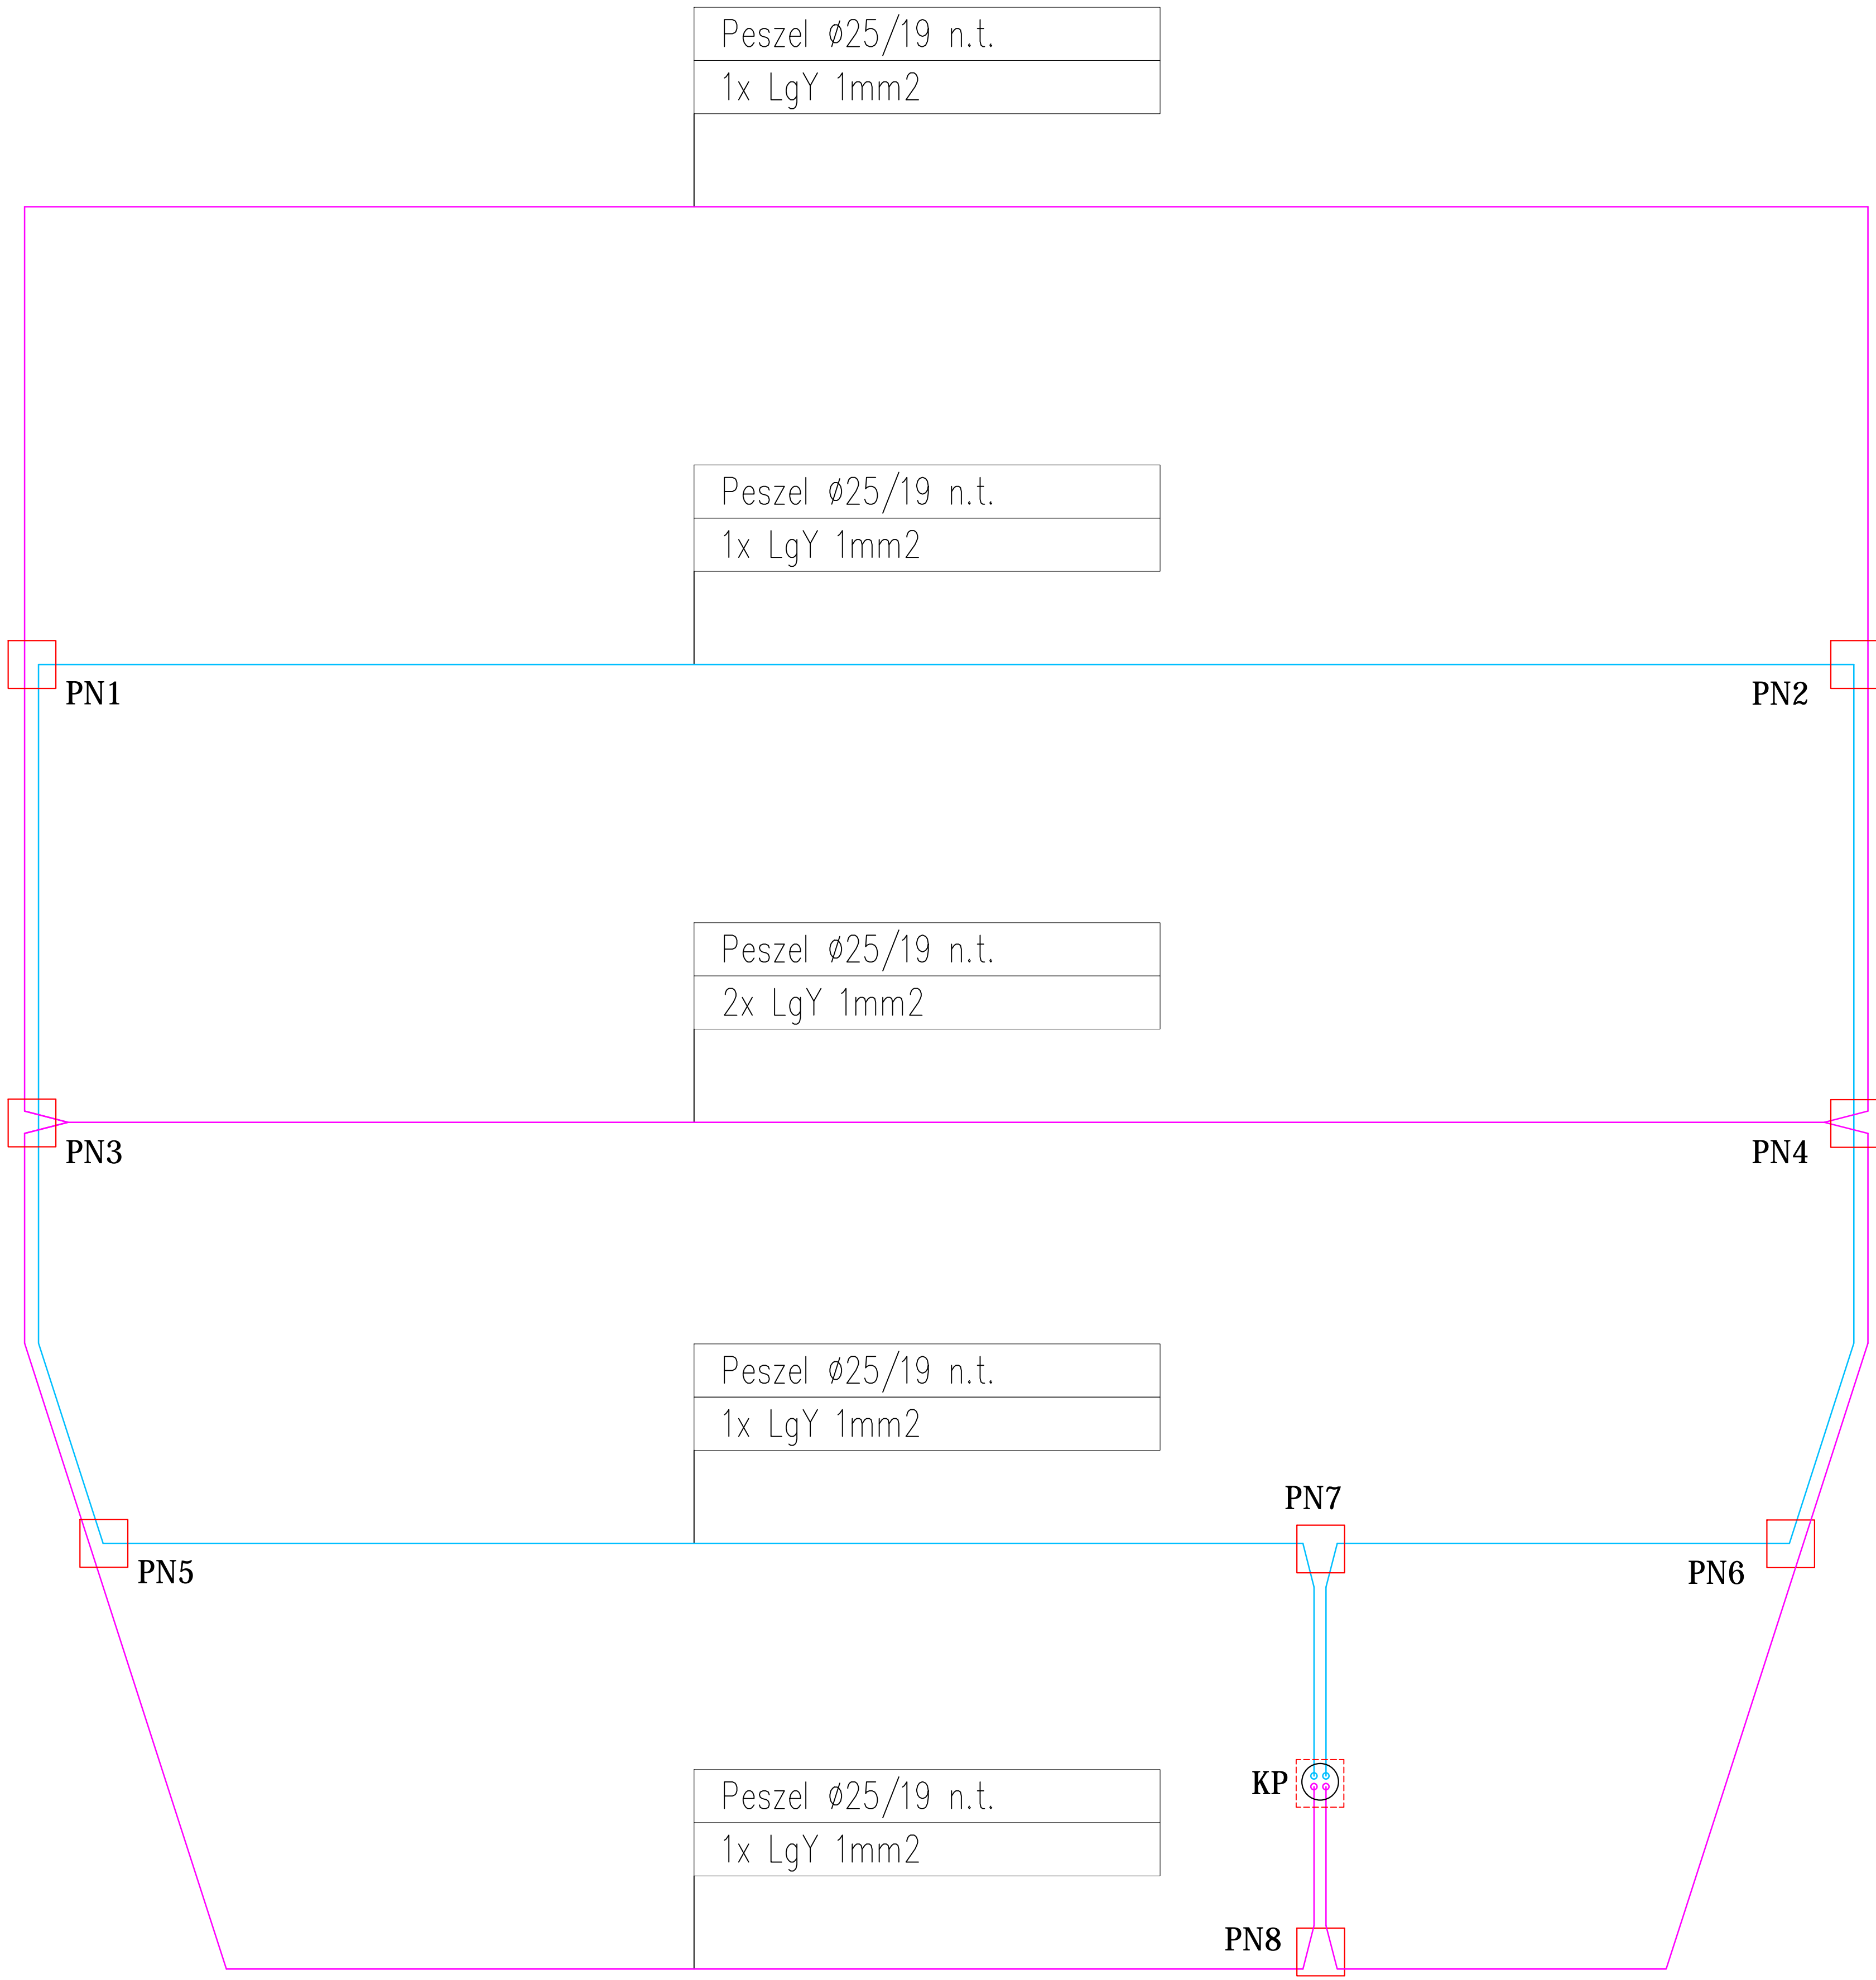 Peszel ø25/19 n.t.
1x LgY 1mm2
Peszel ø25/19 n.t.
1x LgY 1mm2
PN1
PN2
Peszel ø25/19 n.t.
2x LgY 1mm2
PN3
PN4
Peszel ø25/19 n.t.
1x LgY 1mm2
PN7
PN5
PN6
KP
Peszel ø25/19 n.t.
1x LgY 1mm2
PN8